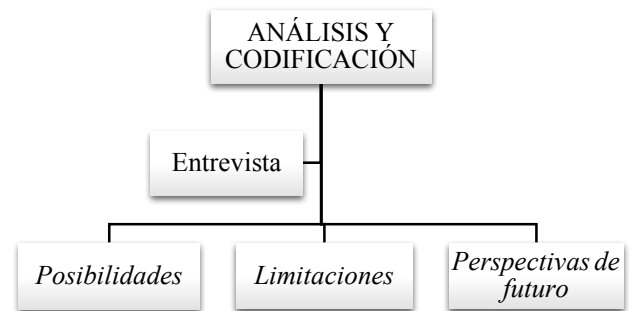 ANÁLISIS Y
CODIFICACIÓN
Entrevista
Posibilidades
Limitaciones
Perspectivas de
futuro